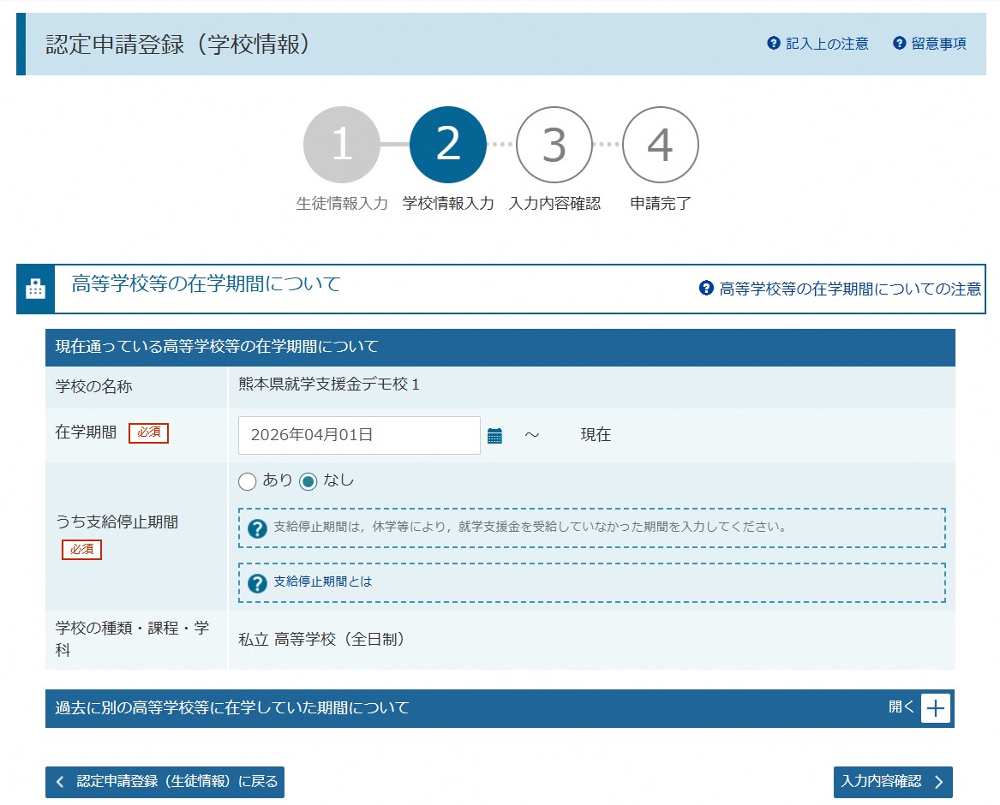 認定申請登録（学校情報）
記入上の注意
留意事項
1
2
3
4
生徒情報入力
学校情報入力
入力内容確認
申請完了
高等学校等の在学期間について
高等学校等の在学期間についての注意
現在通っている高等学校等の在学期間について
学校の名称
熊本県就学支援金デモ校１
在学期間 必須
2026年04月01日 ～ 現在
あり なし
うち支給停止期間
必須
支給停止期間は，休学等により，就学支援金を受給していなかった期間を入力してください。
支給停止期間とは
学校の種類・課程・学
科
私立 高等学校（全日制）
過去に別の高等学校等に在学していた期間について
開く
認定申請登録（生徒情報）に戻る
入力内容確認